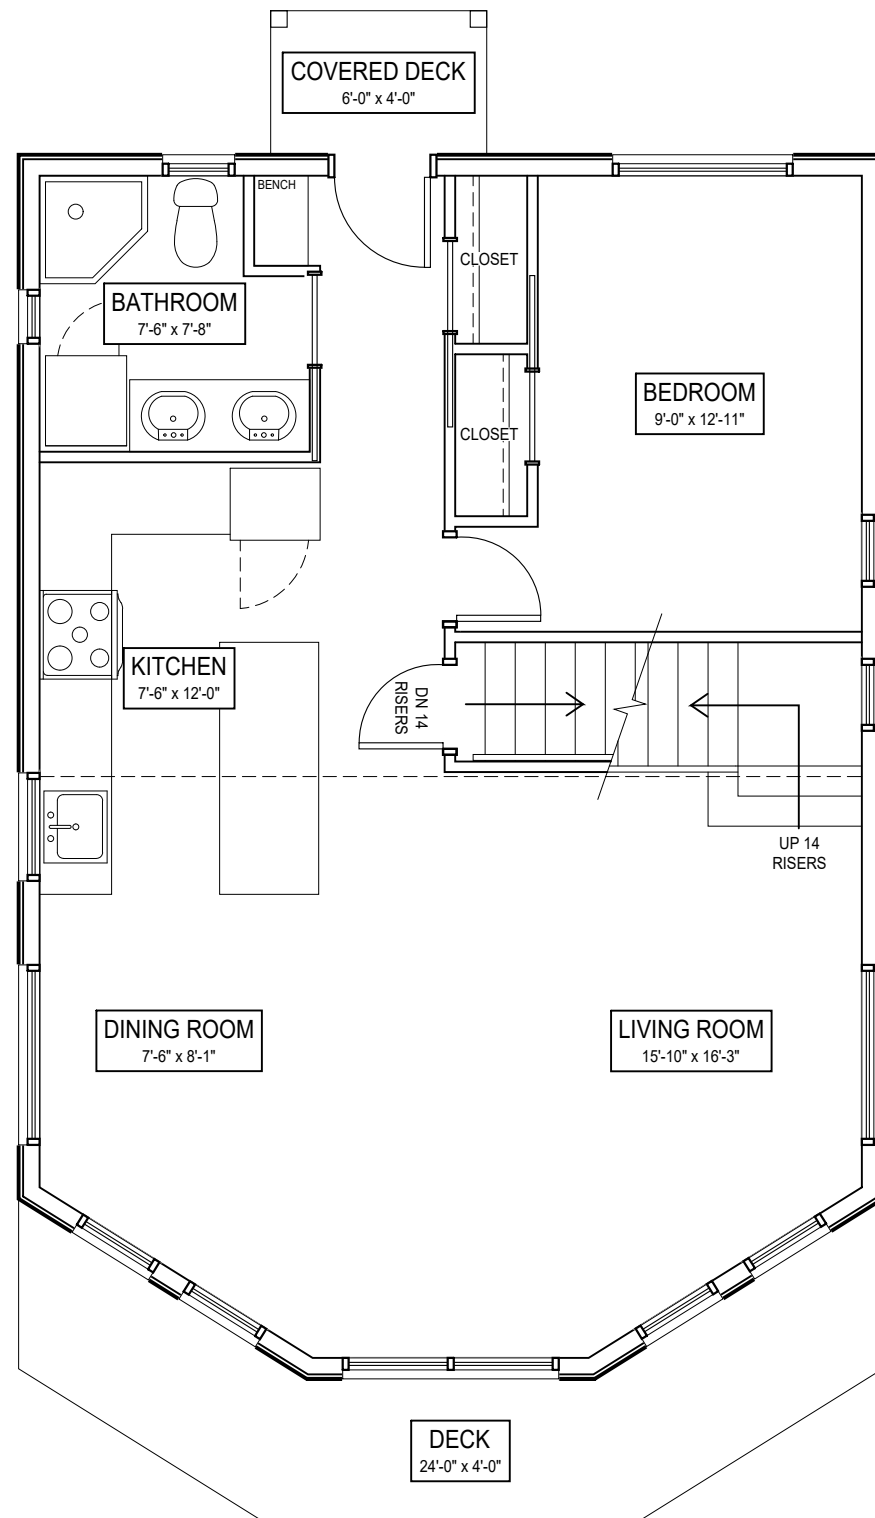 COVERED DECK
6'-0" x 4'-0"
BENCH
CLOSET
BATHROOM
7'-6" x 7'-8"
BEDROOM
9'-0" x 12'-11"
CLOSET
KITCHEN
7'-6" x 12'-0"
DN 14
RISERS
UP 14
RISERS
DINING ROOM
7'-6" x 8'-1"
LIVING ROOM
15'-10" x 16'-3"
DECK
24'-0" x 4'-0"